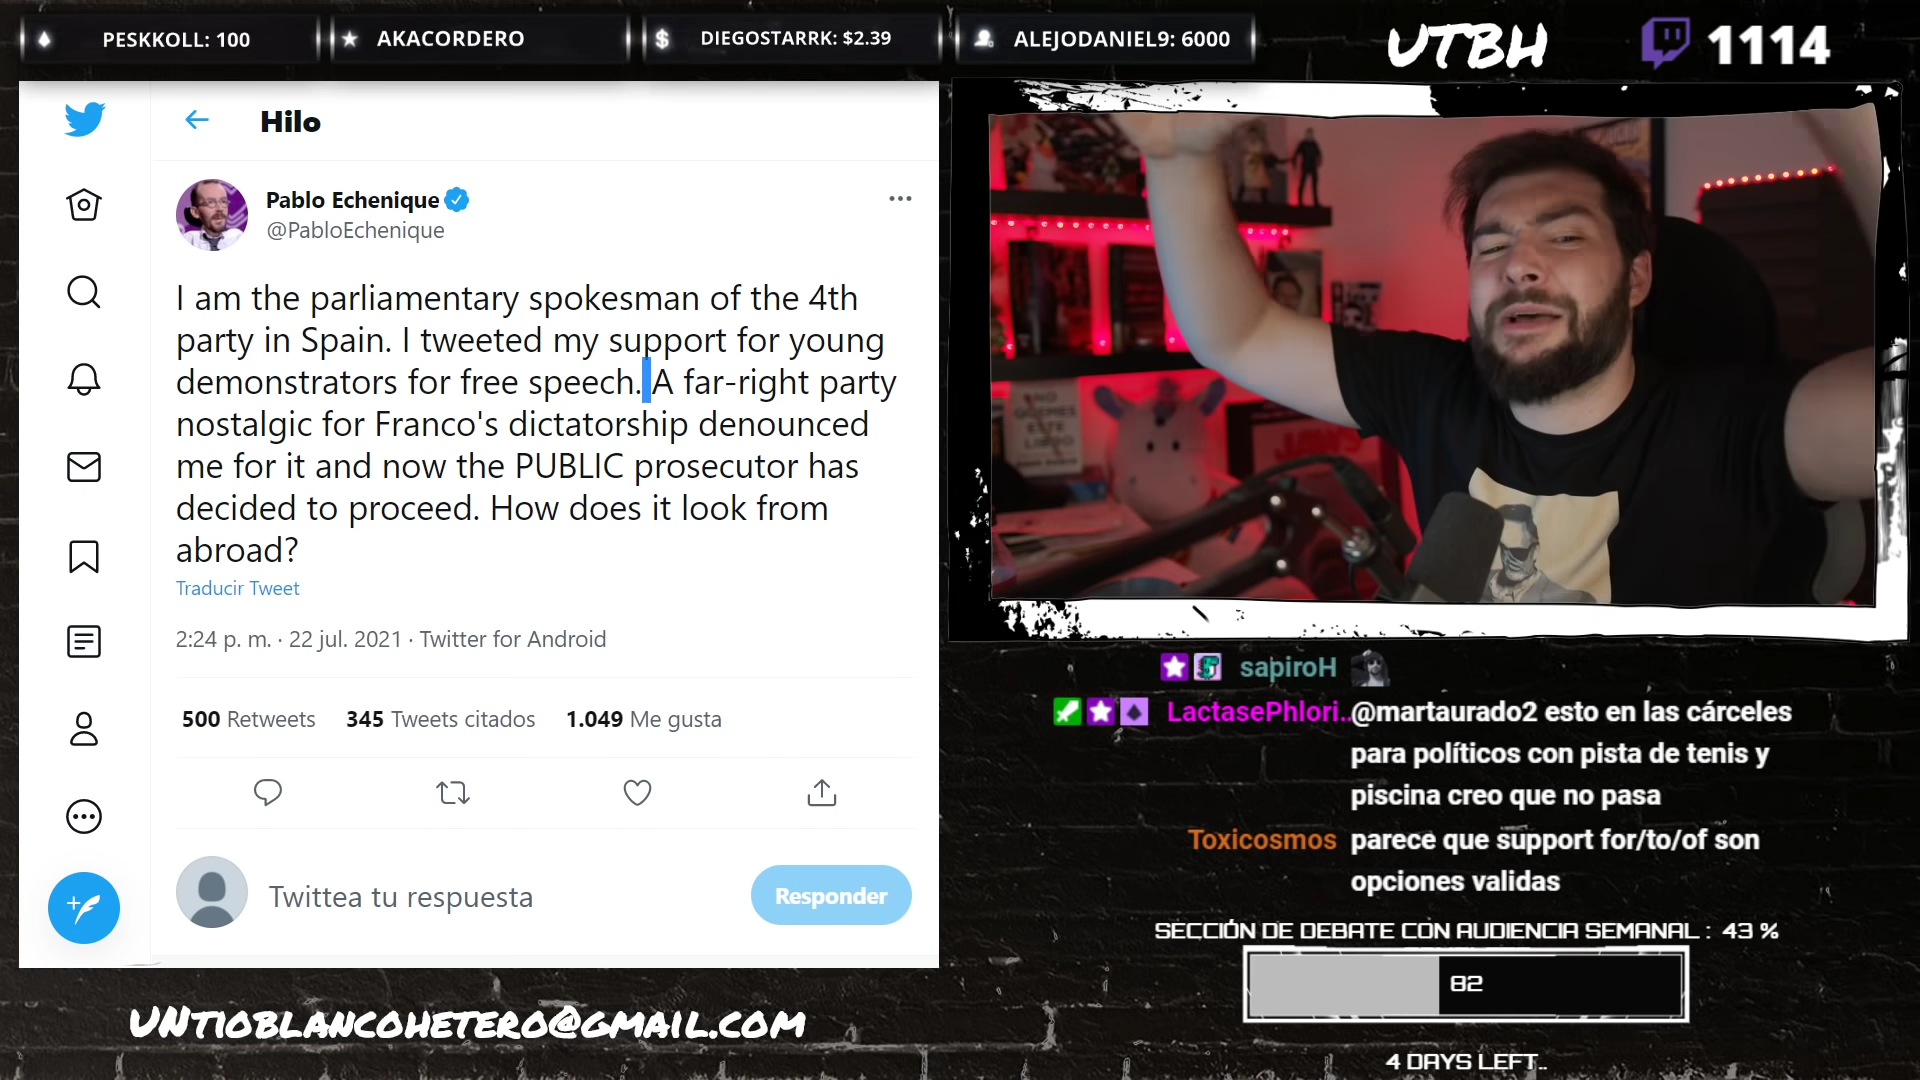 PESKKOLL: 100
AKACORDERO
DIEGOSTARRK: $2.39
ALEJODANIEL9: 6000
UTBH
1114
Hilo
Pablo Echenique
@PabloEchenique
I am the parliamentary spokesman of the 4th
party in Spain. I tweeted my support for young
demonstrators for free speech. A far-right party
nostalgic for Franco's dictatorship denounced
me for it and now the PUBLIC prosecutor has
decided to proceed. How does it look from
abroad?
Traducir Tweet
2:24 p. m. · 22 jul. 2021 · Twitter for Android
500 Retweets 345 Tweets citados 1.049 Me gusta
Twittea tu respuesta
Responder
NO
QUEMES
ESTE
LIBRO
JAWS
sapiroH
LactasePhlori.. @martaurado2 esto en las cárceles
para políticos con pista de tenis y
piscina creo que no pasa
Toxicosmos parece que support for/to/of son
opciones validas
SECCIÓN DE DEBATE CON AUDIENCIA SEMANAL : 43 %
82
4 DAYS LEFT..
UNTIOBLANCOHETERO@GMAIL.COM